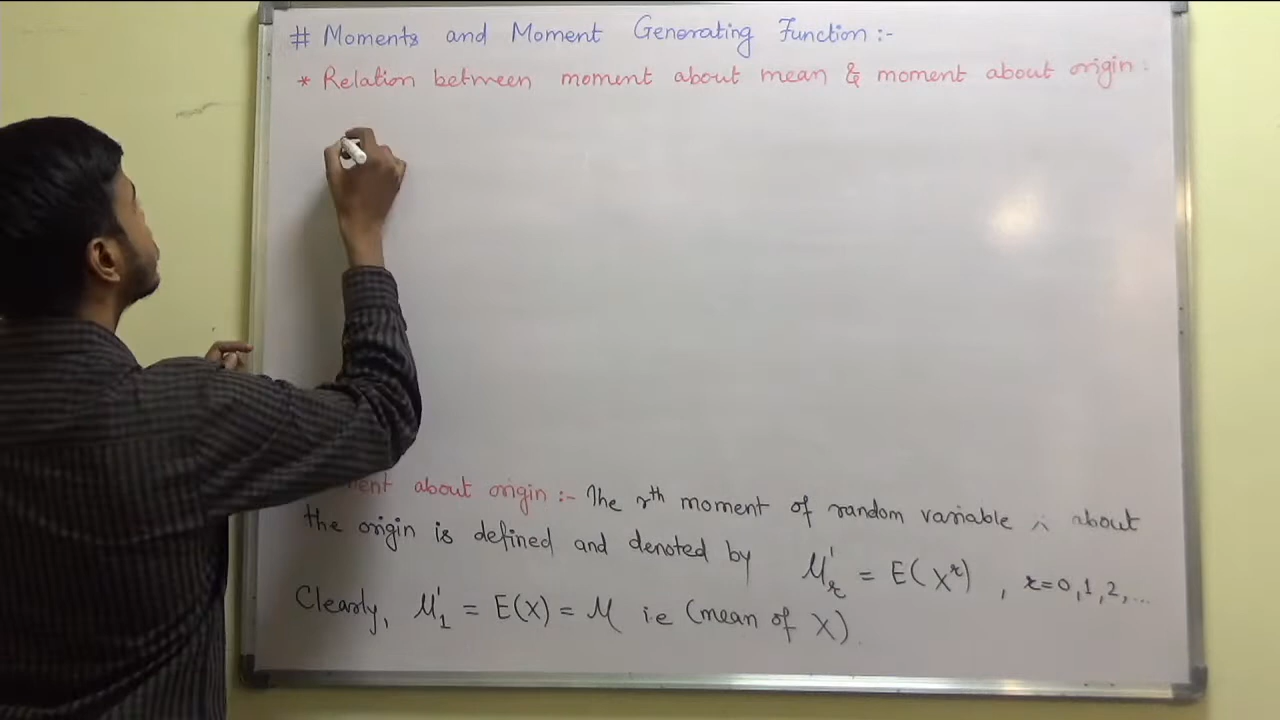 # Moments and Moment Generating Function :-
* Relation between moment about mean & moment about origin :
ment about origin :- The rth moment of random variable about
the origin is defined and denoted by μ'r = E(X^r) , r=0,1,2,...
Clearly, μ'1 = E(X) = μ ie (mean of X).